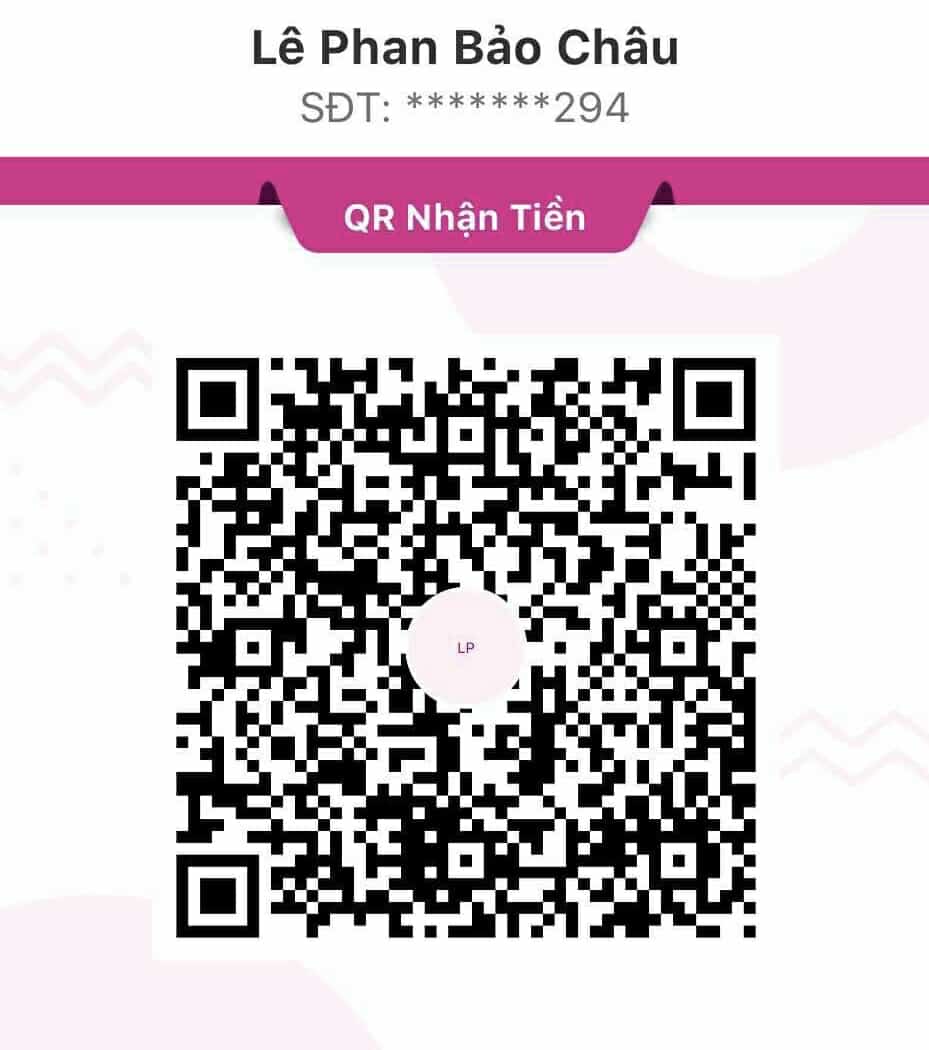 Lê Phan Bảo Châu
SĐT: *******294
QR Nhận Tiền
LP